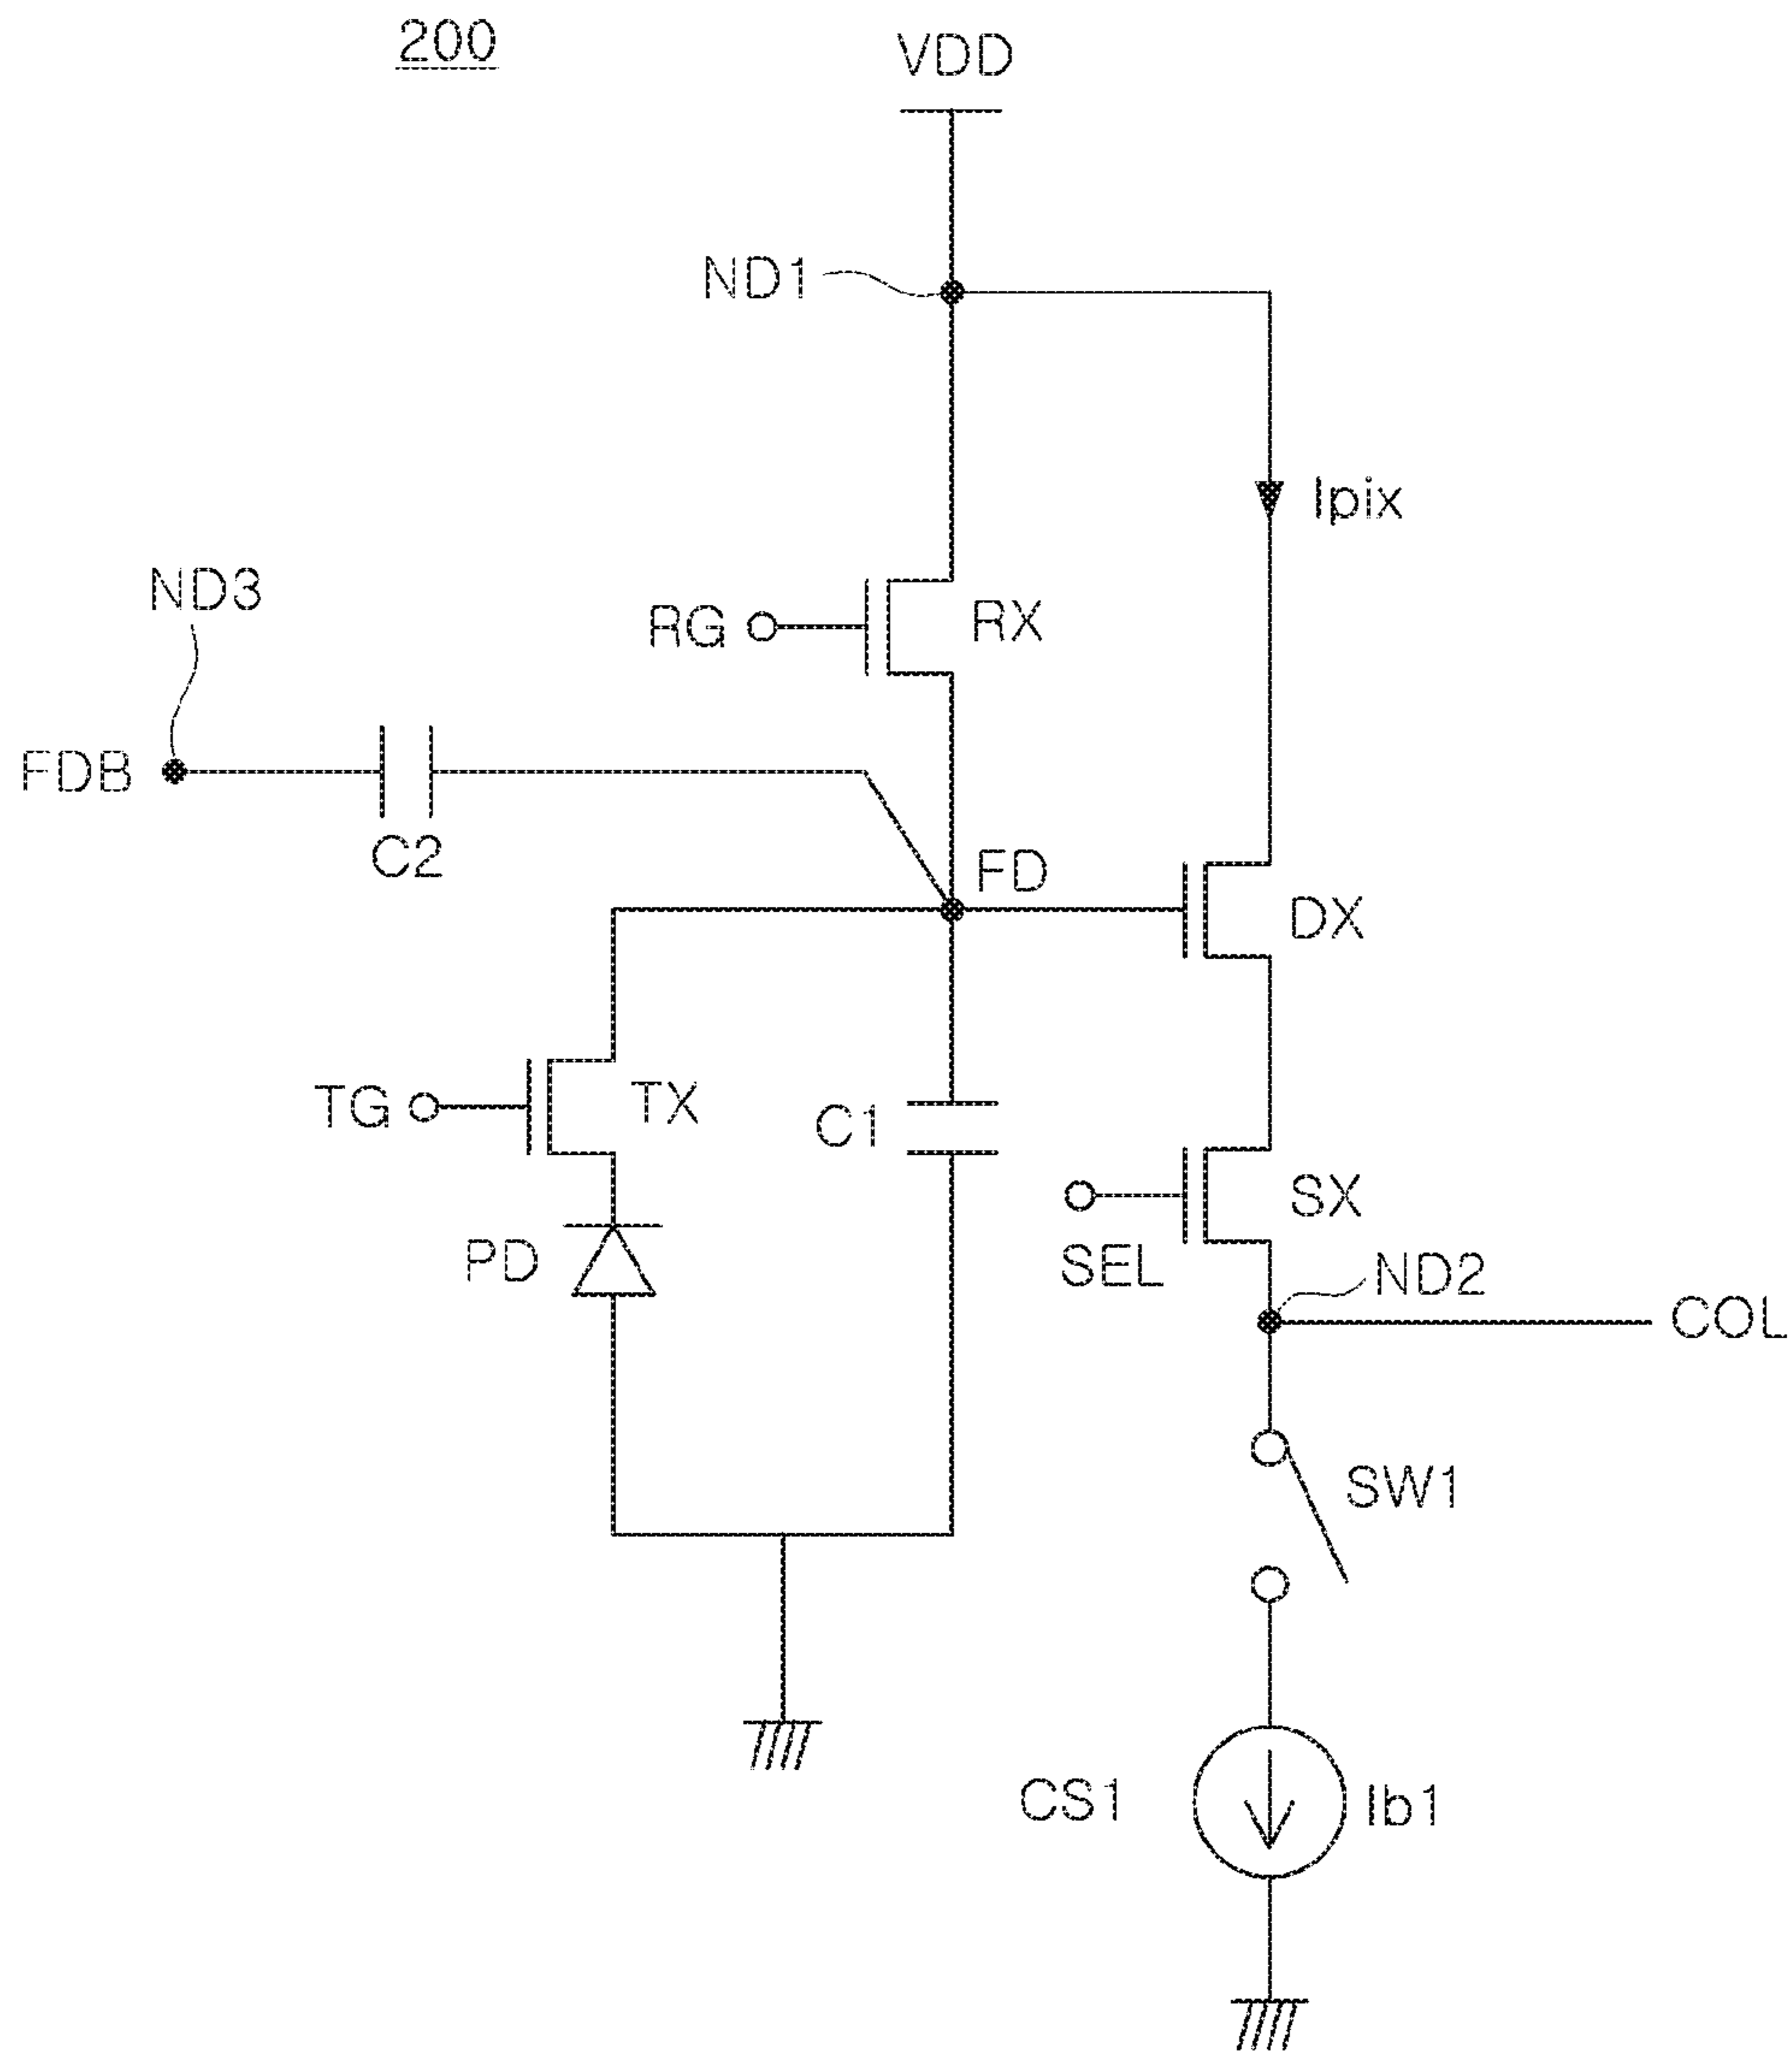 200
VDD
ND1
Ipix
ND3
RG
RX
FDB
C2
FD
DX
TG
TX
C1
SX
PD
SEL
ND2
COL
SW1
CS1
Ib1